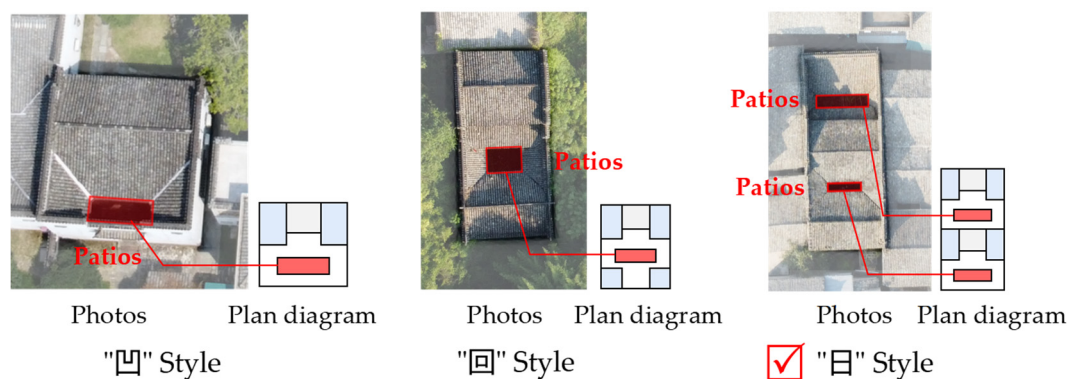 Patios
Photos
Plan diagram
"凹" Style
Patios
Photos
Plan diagram
"回" Style
Patios
Patios
Photos
Plan diagram
"日" Style